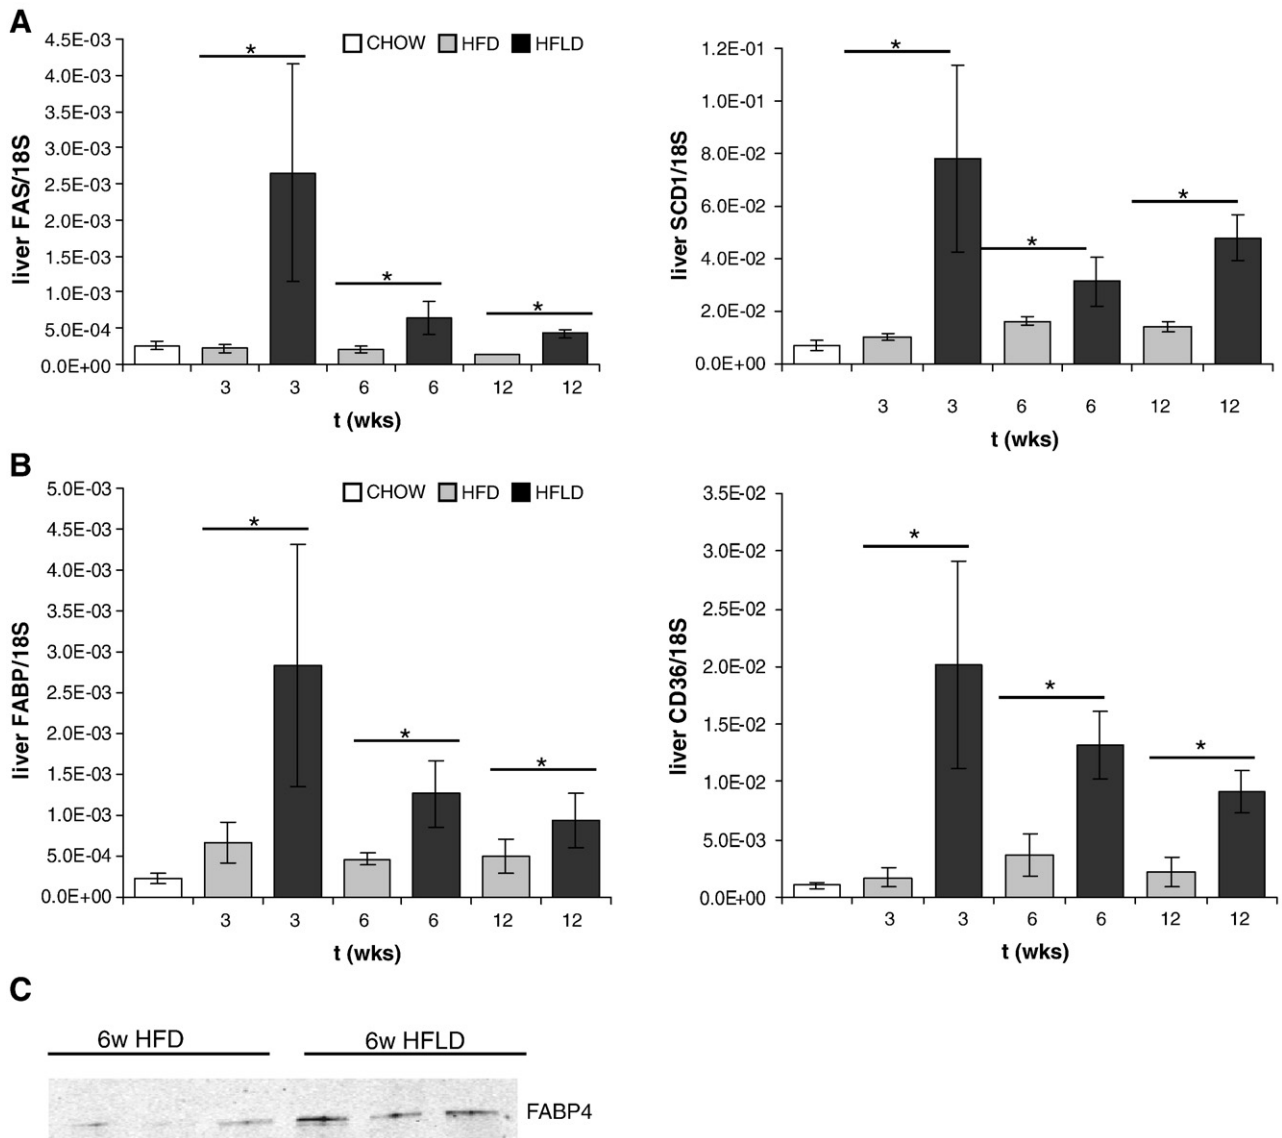 A
CHOW HFD HFLD
liver FAS/18S
4.5E-03
4.0E-03
3.5E-03
3.0E-03
2.5E-03
2.0E-03
1.5E-03
1.0E-03
5.0E-04
0.0E+00
*
*
*
3 3 6 6 12 12
t (wks)
liver SCD1/18S
1.2E-01
1.0E-01
8.0E-02
6.0E-02
4.0E-02
2.0E-02
0.0E+00
*
*
*
3 3 6 6 12 12
t (wks)
B
CHOW HFD HFLD
liver FABP/18S
5.0E-03
4.5E-03
4.0E-03
3.5E-03
3.0E-03
2.5E-03
2.0E-03
1.5E-03
1.0E-03
5.0E-04
0.0E+00
*
*
*
3 3 6 6 12 12
t (wks)
liver CD36/18S
3.5E-02
3.0E-02
2.5E-02
2.0E-02
1.5E-02
1.0E-02
5.0E-03
0.0E+00
*
*
*
3 3 6 6 12 12
t (wks)
C
6w HFD 6w HFLD
FABP4